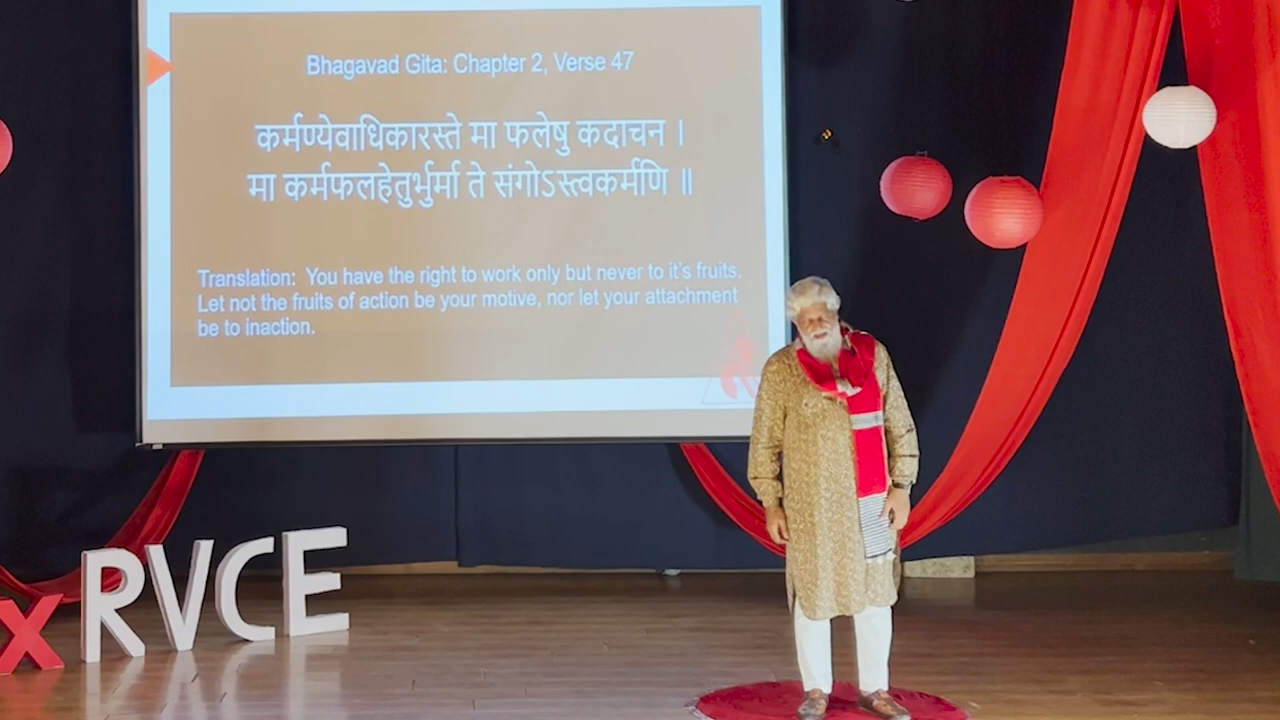 Bhagavad Gita: Chapter 2, Verse 47
कर्मण्येवाधिकारस्ते मा फलेषु कदाचन ।
मा कर्मफलहेतुर्भुर्मा ते संगोऽस्त्वकर्मणि ॥
Translation: You have the right to work only but never to it's fruits.
Let not the fruits of action be your motive, nor let your attachment
be to inaction.
x RVCE